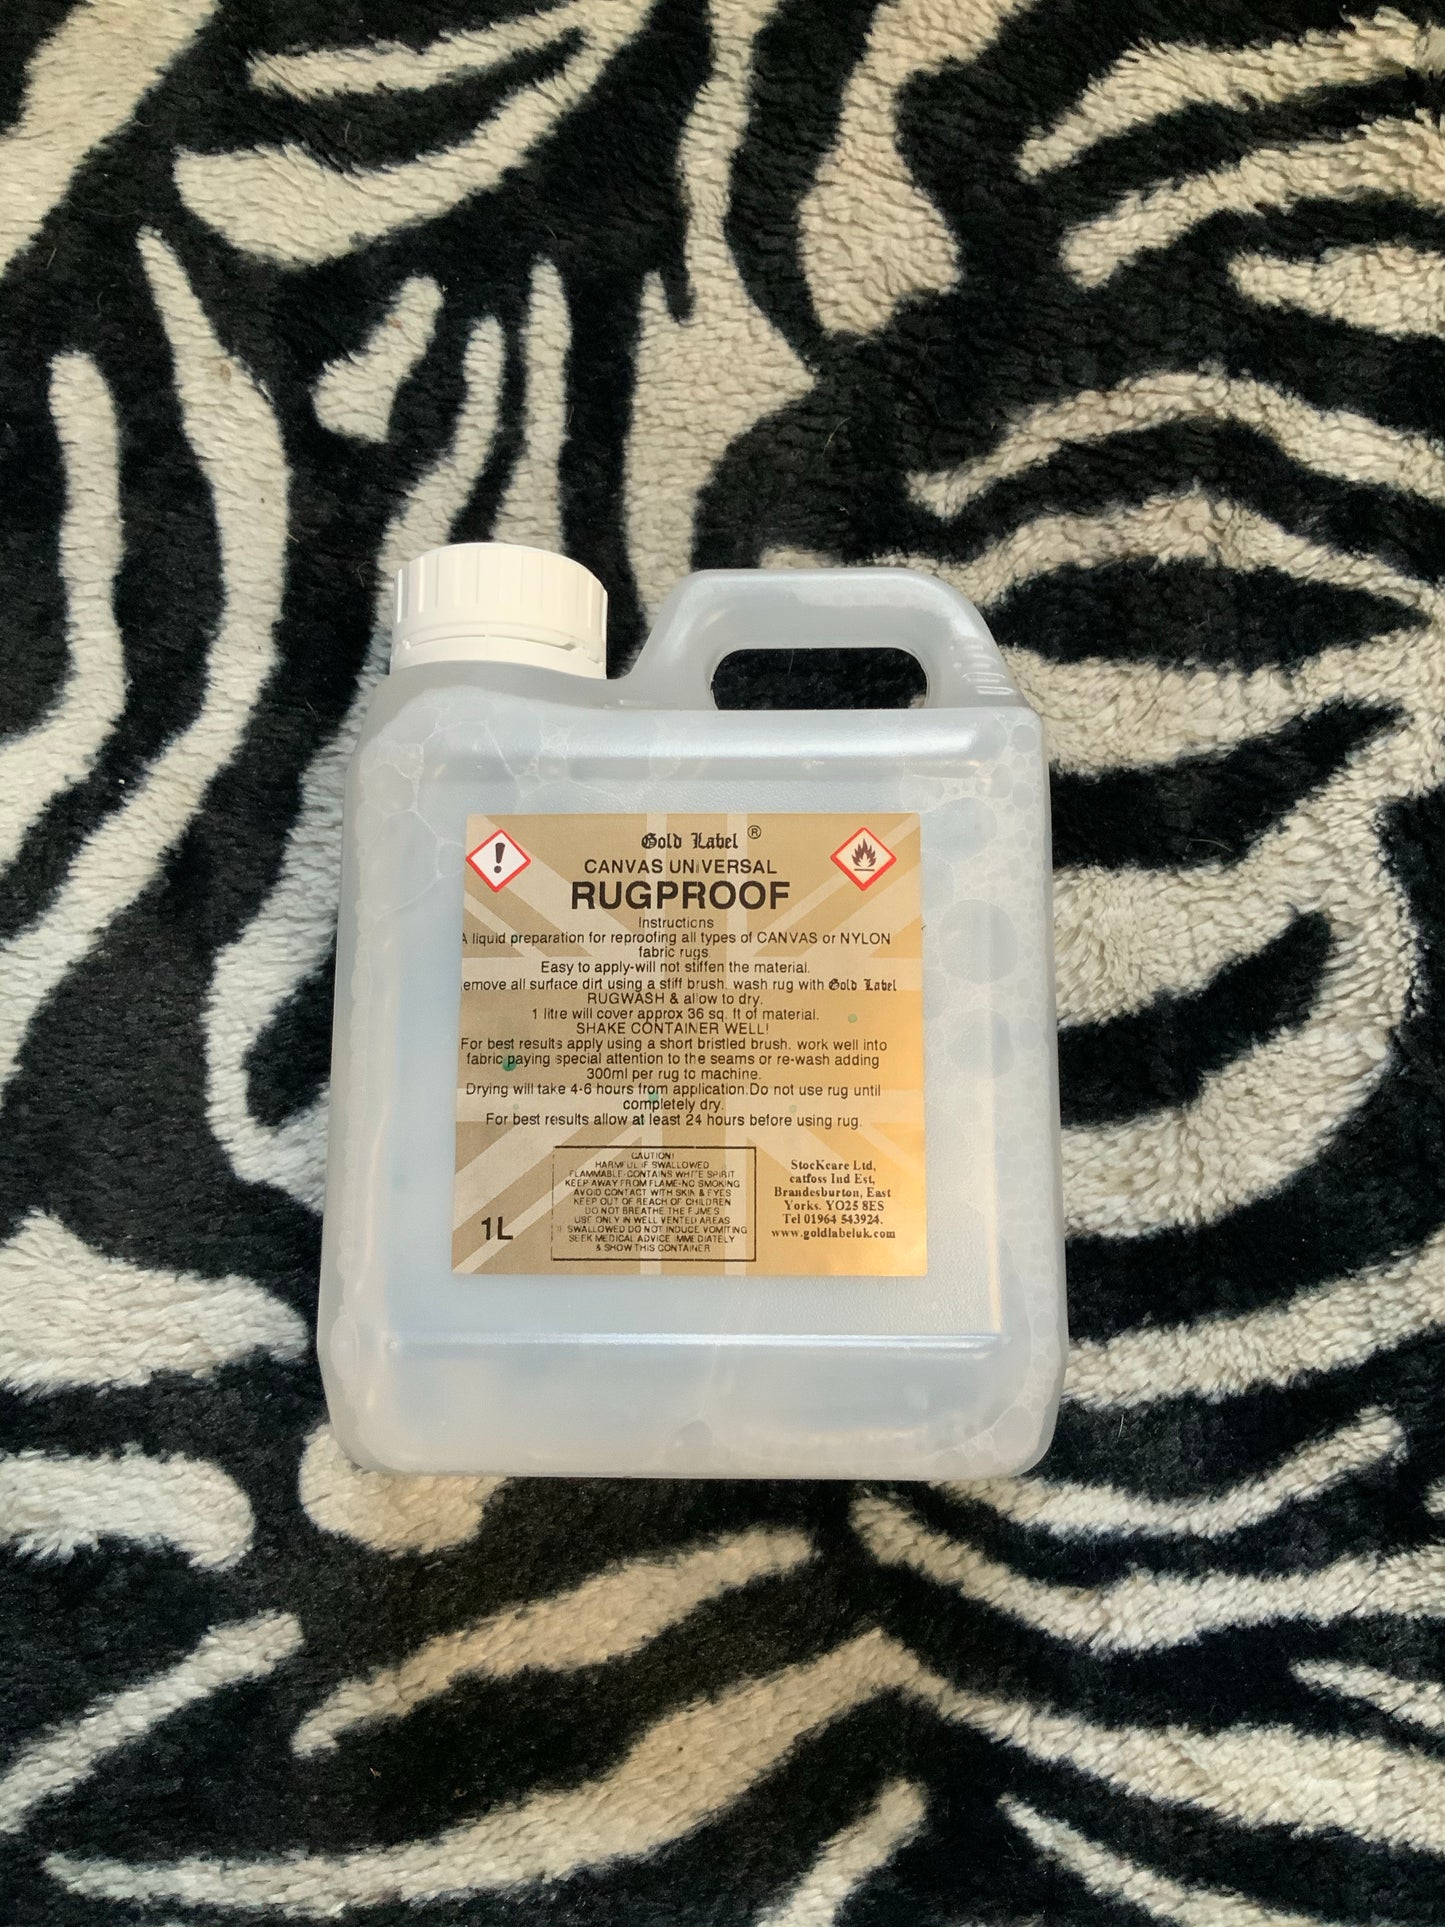 Gold Label ®
CANVAS UNIVERSAL
RUGPROOF
Instructions
A liquid preparation for reproofing all types of CANVAS or NYLON
fabric rugs
Easy to apply-will not stiffen the material.
emove all surface dirt using a stiff brush. wash rug with Gold Label
RUGWASH & allow to dry.
1 litre will cover approx 36 sq. ft of material.
SHAKE CONTAINER WELL!
For best results apply using a short bristled brush. work well into
fabric paying special attention to the seams or re-wash adding
300ml per rug to machine.
Drying will take 4-6 hours from application.Do not use rug until
completely dry.
For best results allow at least 24 hours before using rug.
CAUTION!
HARMFUL IF SWALLOWED
FLAMMABLE-CONTAINS WHITE SPIRIT
KEEP AWAY FROM FLAME-NO SMOKING
AVOID CONTACT WITH SKIN & EYES
KEEP OUT OF REACH OF CHILDREN
DO NOT BREATHE THE FUMES
USE ONLY IN WELL VENTED AREAS
IF SWALLOWED DO NOT INDUCE VOMITING
SEEK MEDICAL ADVICE IMMEDIATELY
& SHOW THIS CONTAINER
1L
StocKcare Ltd,
catfoss Ind Est,
Brandesburton, East
Yorks. YO25 8ES
Tel 01964 543924.
www.goldlabeluk.com